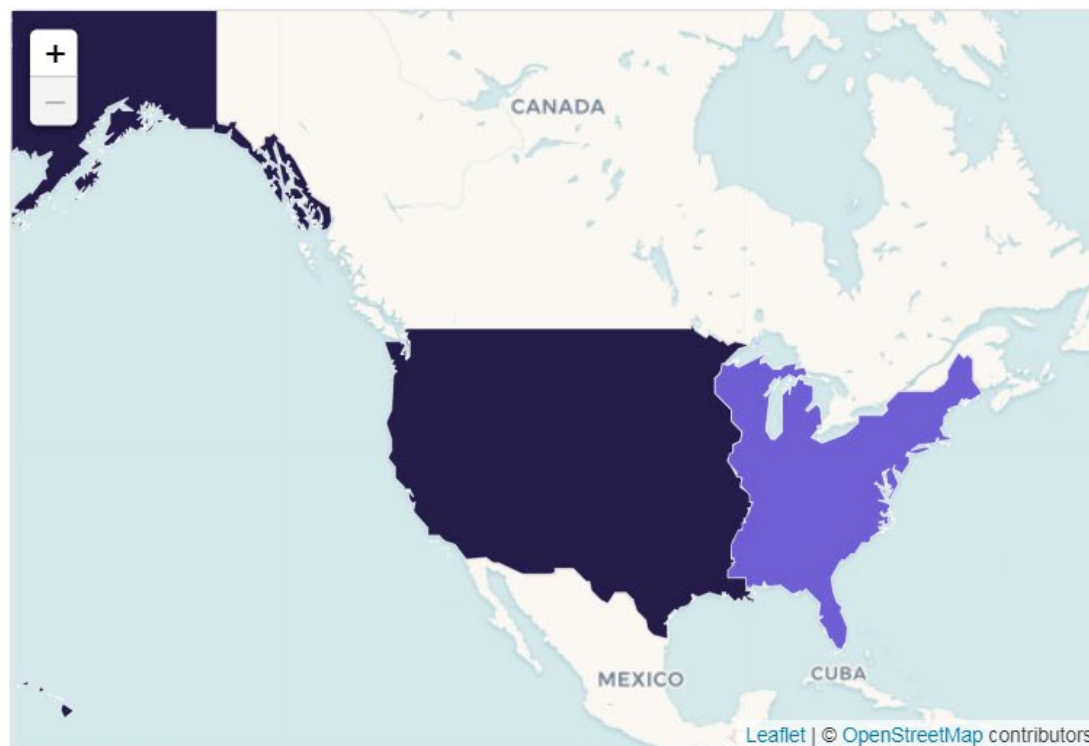 +
−
CANADA
MEXICO
CUBA
Leaflet | © OpenStreetMap contributors